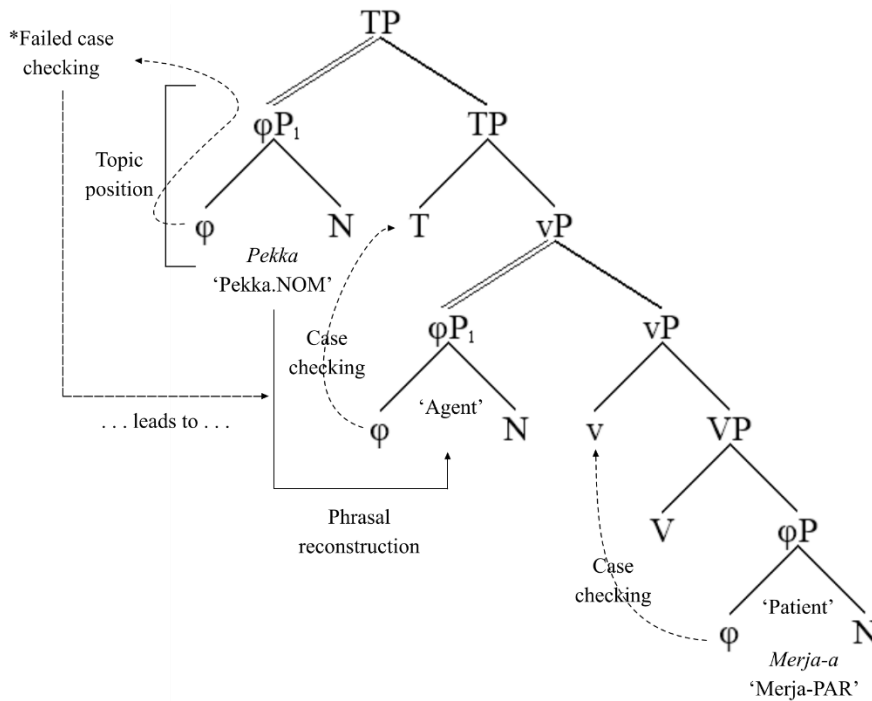 TP
*Failed case
checking
φP₁
TP
Topic
position
φ
N
T
vP
Pekka
‘Pekka.NOM’
φP₁
vP
Case
checking
‘Agent’
. . . leads to . . .
φ
N
v
VP
Phrasal
reconstruction
V
φP
Case
checking
‘Patient’
φ
N
Merja-a
‘Merja-PAR’